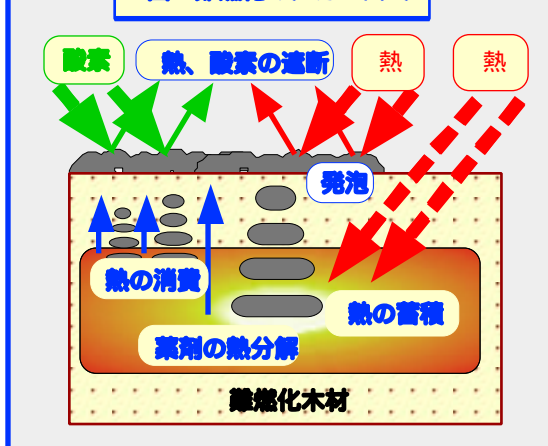 酸素
熱、酸素の遮断
熱
熱
発泡
熱の消費
熱の蓄積
薬剤の熱分解
難燃化木材